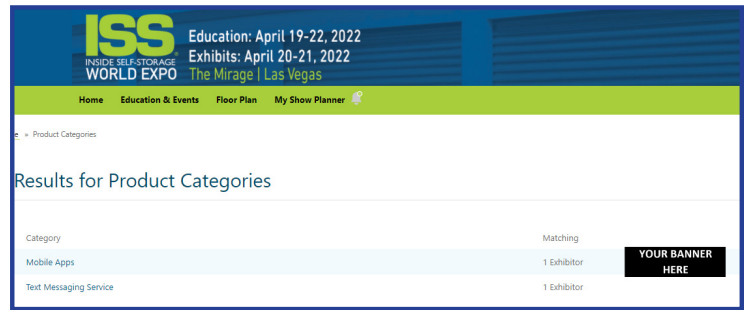 ISS
INSIDE SELF-STORAGE
WORLD EXPO
Education: April 19-22, 2022
Exhibits: April 20-21, 2022
The Mirage | Las Vegas
Home Education & Events Floor Plan My Show Planner
e » Product Categories
Results for Product Categories
Category Matching
Mobile Apps 1 Exhibitor
YOUR BANNER
HERE
Text Messaging Service 1 Exhibitor